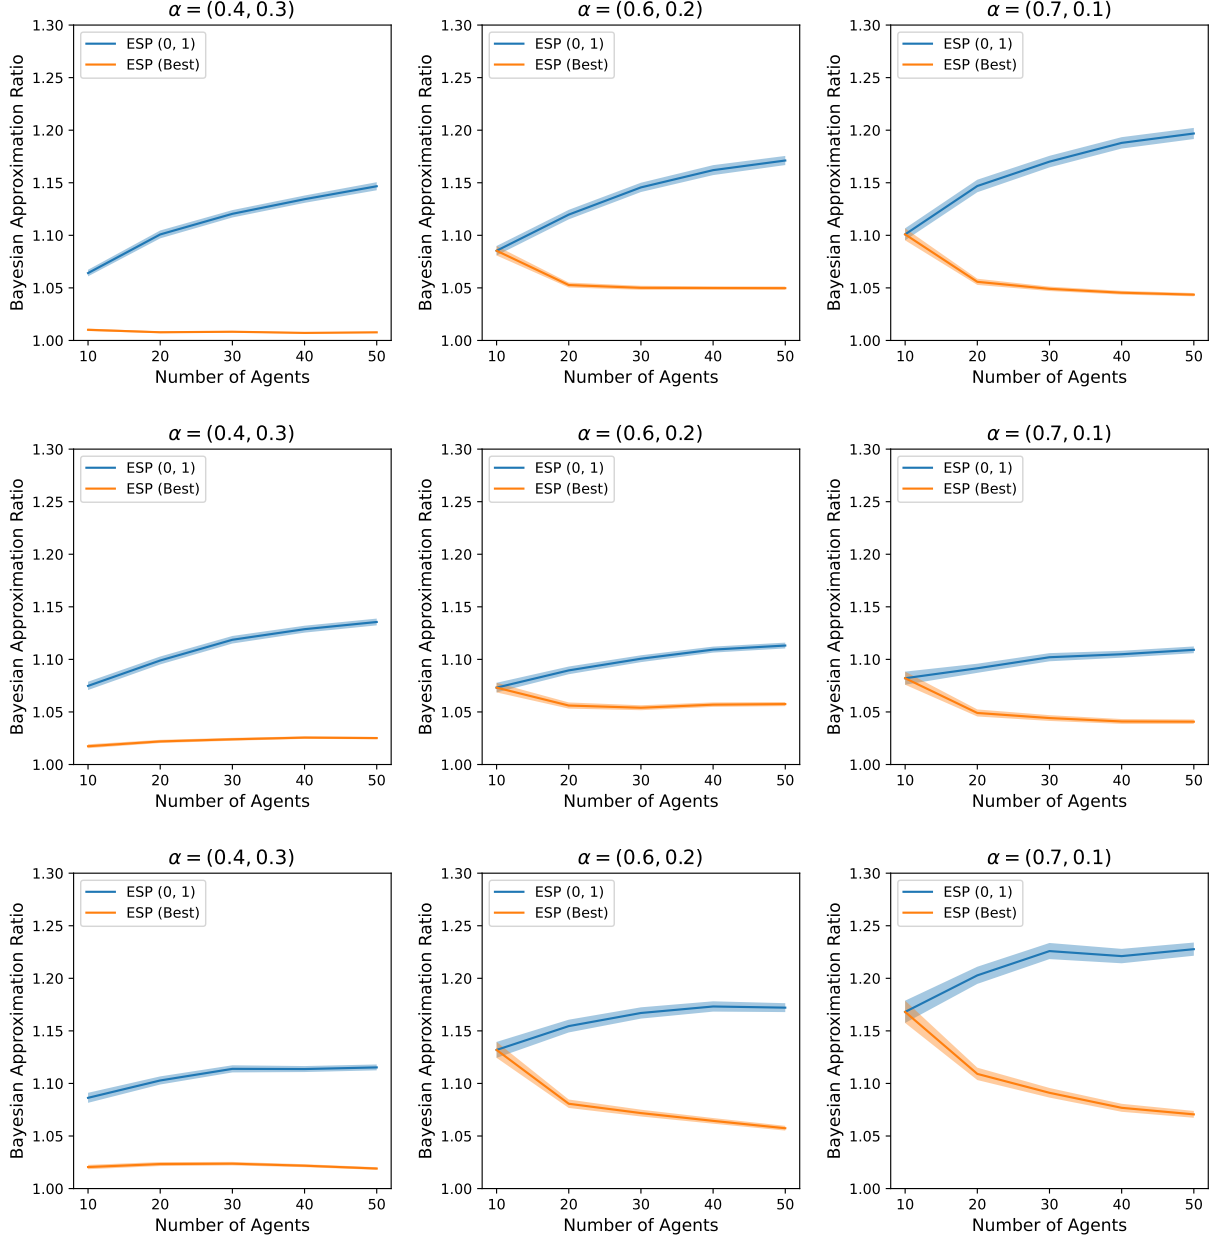 α = (0.4, 0.3)
Bayesian Approximation Ratio
1.30
1.25
1.20
1.15
1.10
1.05
1.00
ESP (0, 1)
ESP (Best)
10 20 30 40 50
Number of Agents
α = (0.6, 0.2)
Bayesian Approximation Ratio
1.30
1.25
1.20
1.15
1.10
1.05
1.00
ESP (0, 1)
ESP (Best)
10 20 30 40 50
Number of Agents
α = (0.7, 0.1)
Bayesian Approximation Ratio
1.30
1.25
1.20
1.15
1.10
1.05
1.00
ESP (0, 1)
ESP (Best)
10 20 30 40 50
Number of Agents
α = (0.4, 0.3)
Bayesian Approximation Ratio
1.30
1.25
1.20
1.15
1.10
1.05
1.00
ESP (0, 1)
ESP (Best)
10 20 30 40 50
Number of Agents
α = (0.6, 0.2)
Bayesian Approximation Ratio
1.30
1.25
1.20
1.15
1.10
1.05
1.00
ESP (0, 1)
ESP (Best)
10 20 30 40 50
Number of Agents
α = (0.7, 0.1)
Bayesian Approximation Ratio
1.30
1.25
1.20
1.15
1.10
1.05
1.00
ESP (0, 1)
ESP (Best)
10 20 30 40 50
Number of Agents
α = (0.4, 0.3)
Bayesian Approximation Ratio
1.30
1.25
1.20
1.15
1.10
1.05
1.00
ESP (0, 1)
ESP (Best)
10 20 30 40 50
Number of Agents
α = (0.6, 0.2)
Bayesian Approximation Ratio
1.30
1.25
1.20
1.15
1.10
1.05
1.00
ESP (0, 1)
ESP (Best)
10 20 30 40 50
Number of Agents
α = (0.7, 0.1)
Bayesian Approximation Ratio
1.30
1.25
1.20
1.15
1.10
1.05
1.00
ESP (0, 1)
ESP (Best)
10 20 30 40 50
Number of Agents